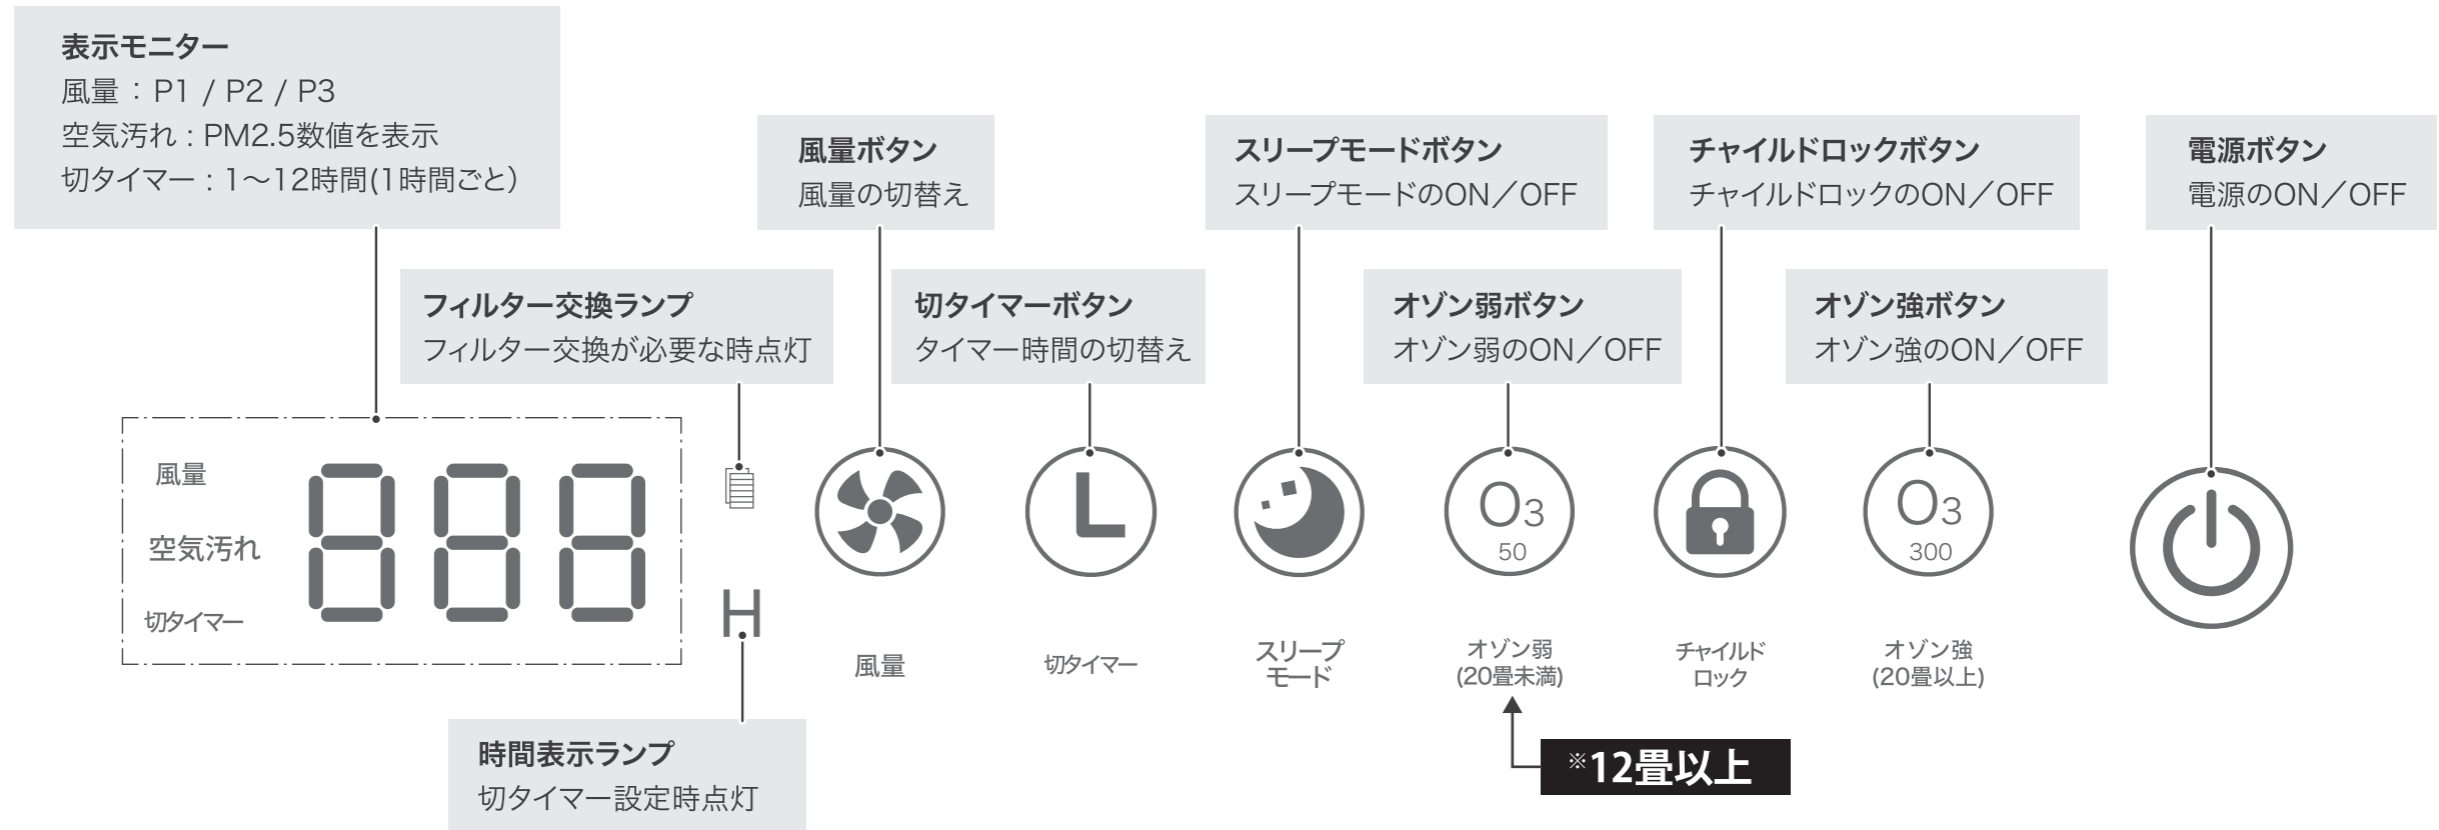 表示モニター
風量 : P1 / P2 / P3
空気汚れ : PM2.5数値を表示
切タイマー : 1〜12時間(1時間ごと)
風量ボタン
風量の切替え
スリープモードボタン
スリープモードのON／OFF
チャイルドロックボタン
チャイルドロックのON／OFF
電源ボタン
電源のON／OFF
フィルター交換ランプ
フィルター交換が必要な時点灯
切タイマーボタン
タイマー時間の切替え
オゾン弱ボタン
オゾン弱のON／OFF
オゾン強ボタン
オゾン強のON／OFF
風量
空気汚れ
切タイマー
888
H
O3
50
O3
300
風量
切タイマー
スリープ
モード
オゾン弱
(20畳未満)
チャイルド
ロック
オゾン強
(20畳以上)
時間表示ランプ
切タイマー設定時点灯
※12畳以上